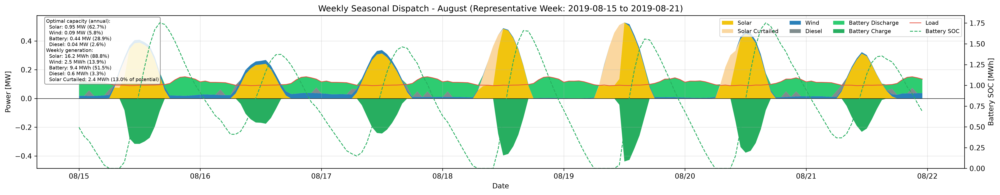 Weekly Seasonal Dispatch - August (Representative Week: 2019-08-15 to 2019-08-21)
Optimal capacity (annual):
Solar: 0.95 MW (62.7%)
Wind: 0.09 MW (5.8%)
Battery: 0.44 MW (28.9%)
Diesel: 0.04 MW (2.6%)
Weekly generation:
Solar: 16.2 MWh (88.8%)
Wind: 2.5 MWh (13.9%)
Battery: 9.4 MWh (51.5%)
Diesel: 0.6 MWh (3.3%)
Solar Curtailed: 2.4 MWh (13.0% of potential)
Solar Wind Battery Discharge Load
Solar Curtailed Diesel Battery Charge Battery SOC
Power [MW]
0.4
0.2
0.0
−0.2
−0.4
1.75
1.50
1.25
1.00
0.75
0.50
0.25
0.00
Battery SOC [MWh]
08/15 08/16 08/17 08/18 08/19 08/20 08/21 08/22
Date